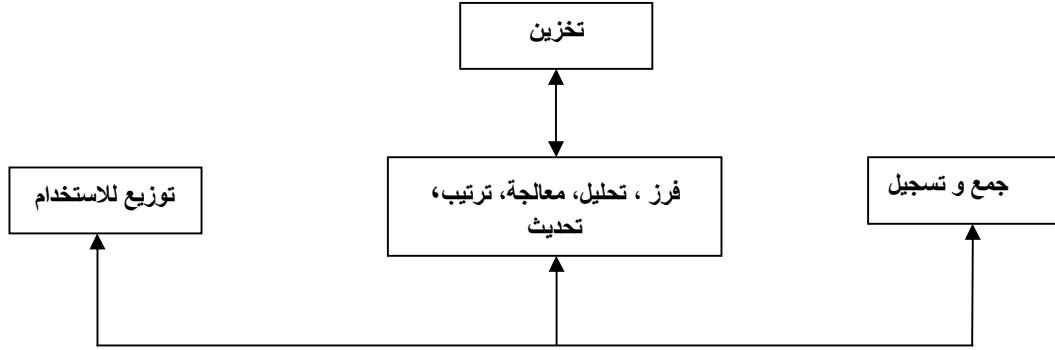 تخزين
جمع و تسجيل
فرز ، تحليل، معالجة، ترتيب،
تحديث
توزيع للاستخدام